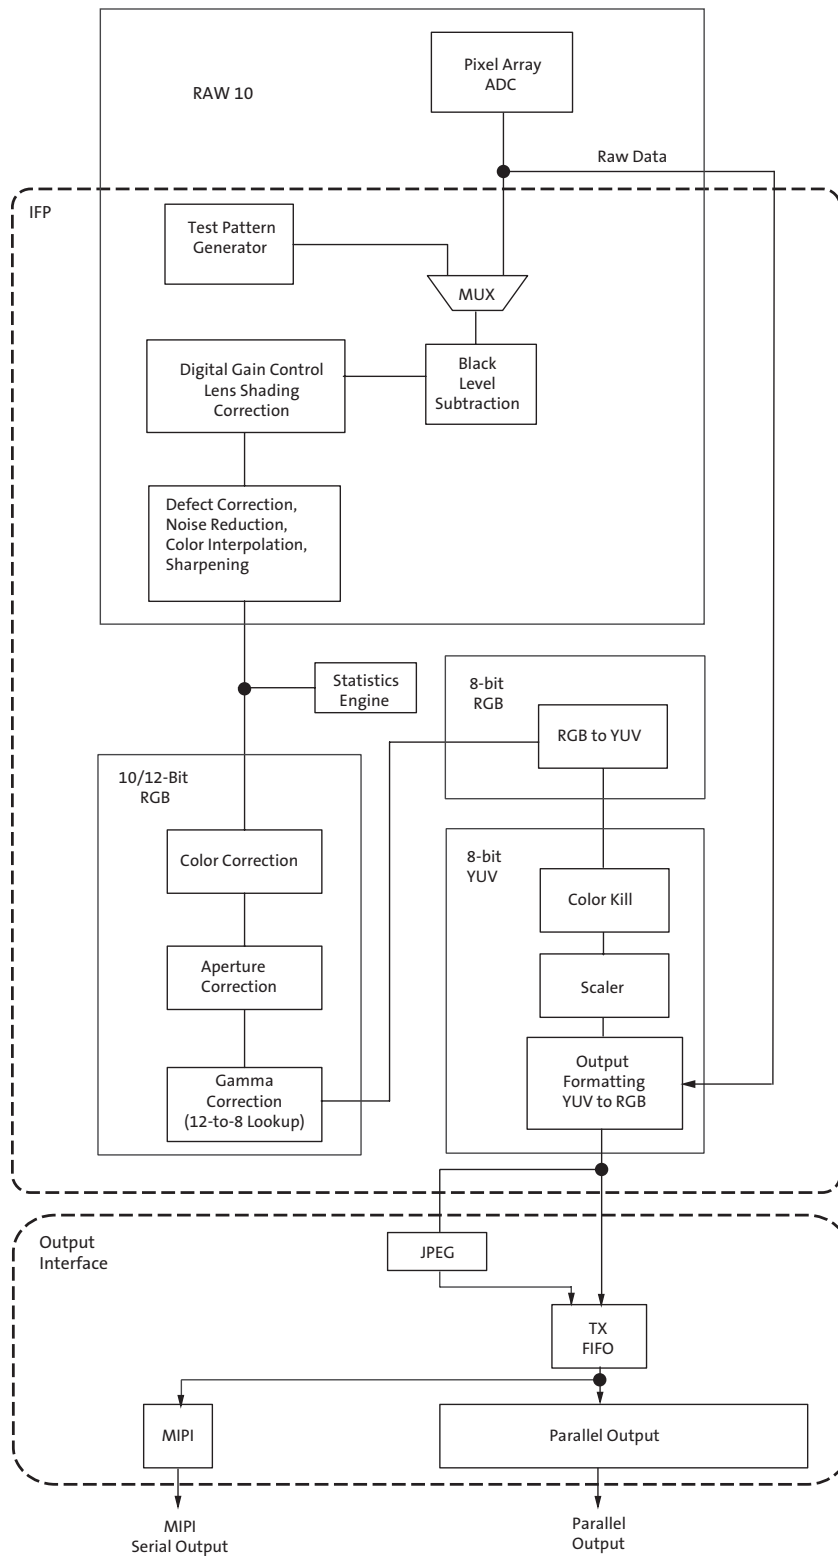 Pixel Array
ADC
RAW 10
Raw Data
IFP
Test Pattern
Generator
MUX
Digital Gain Control
Lens Shading
Correction
Black
Level
Subtraction
Defect Correction,
Noise Reduction,
Color Interpolation,
Sharpening
Statistics
Engine
8-bit
RGB
RGB to YUV
10/12-Bit
RGB
Color Correction
8-bit
YUV
Color Kill
Aperture
Correction
Scaler
Gamma
Correction
(12-to-8 Lookup)
Output
Formatting
YUV to RGB
Output
Interface
JPEG
TX
FIFO
MIPI
Parallel Output
MIPI
Serial Output
Parallel
Output